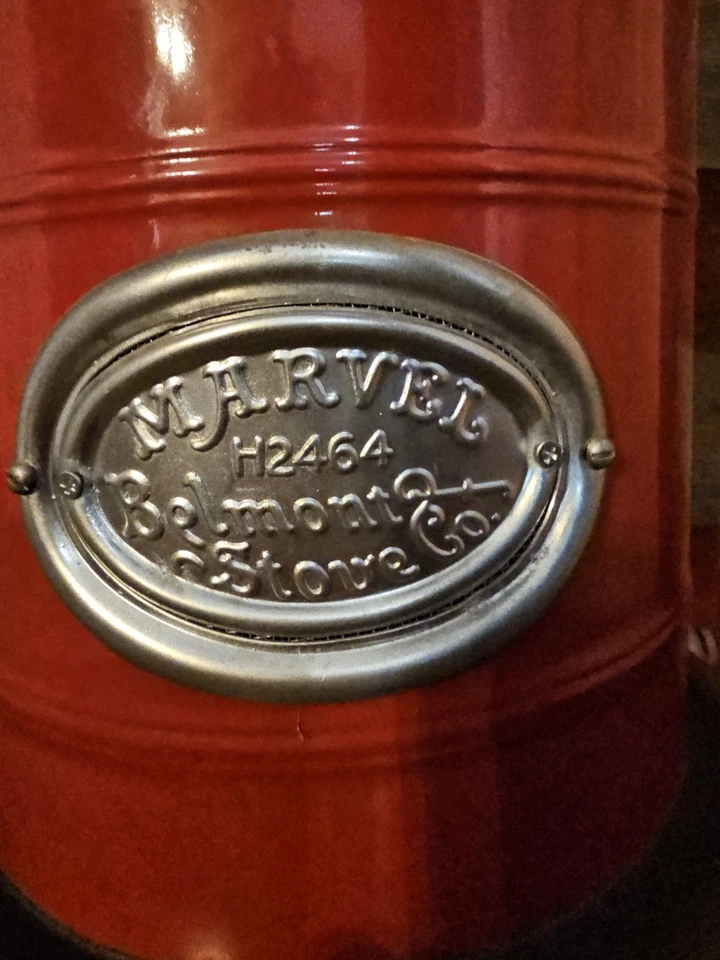 MARVEL
H2464
Belmont
Stove Co.